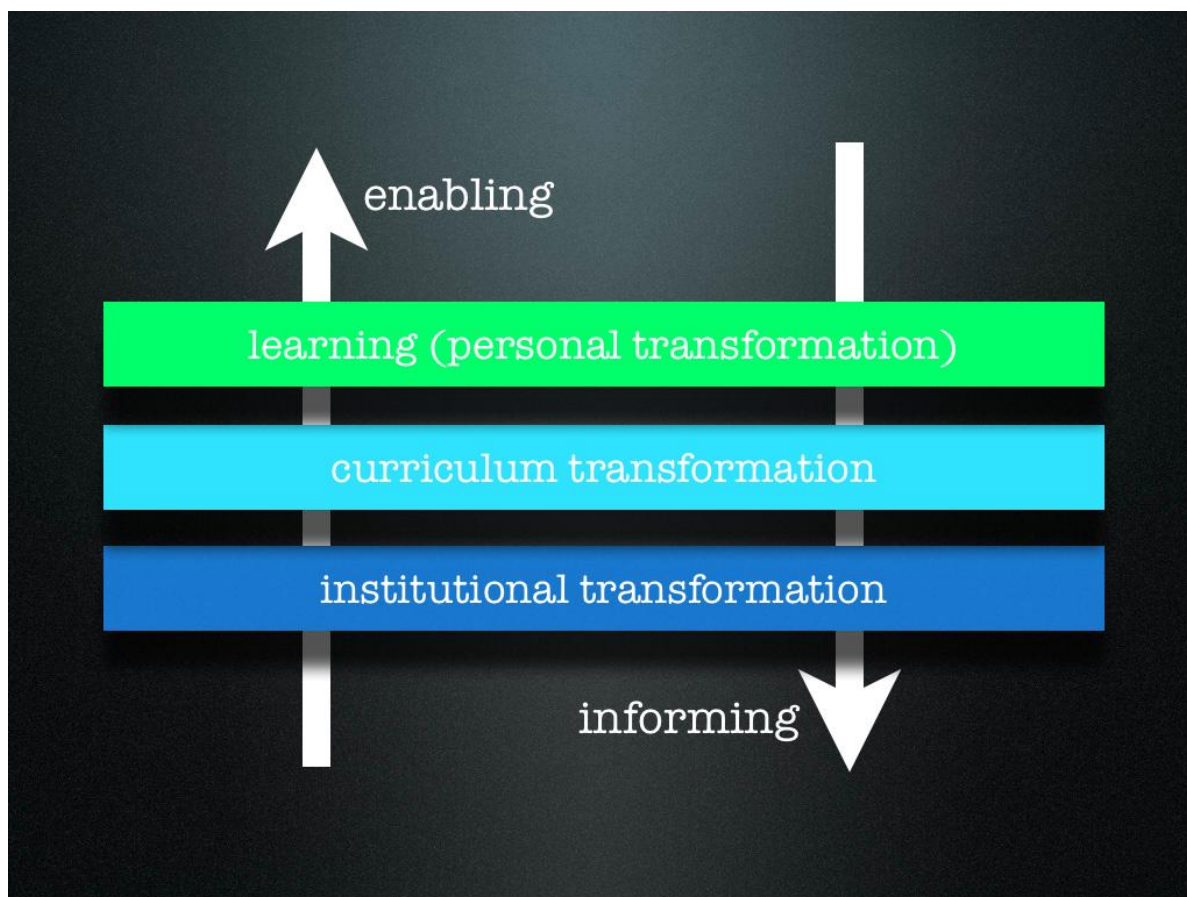 enabling
learning (personal transformation)
curriculum transformation
institutional transformation
informing